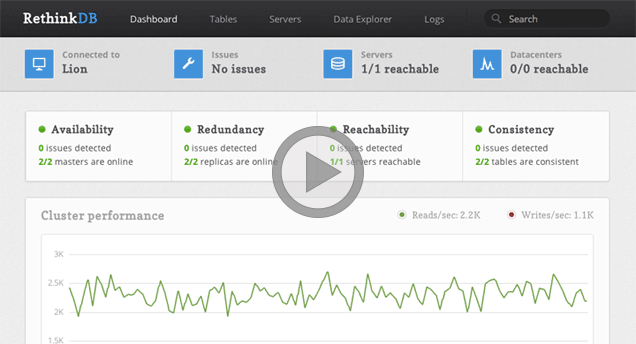 RethinkDB Dashboard Tables Servers Data Explorer Logs Search
Connected to
Lion
Issues
No issues
Servers
1/1 reachable
Datacenters
0/0 reachable
Availability
0 issues detected
2/2 masters are online
Redundancy
0 issues detected
2/2 replicas are online
Reachability
0 issues detected
1/1 servers reachable
Consistency
0 issues detected
2/2 tables are consistent
Cluster performance
Reads/sec: 2.2K
Writes/sec: 1.1K
3K
2.5K
2K
1.5K